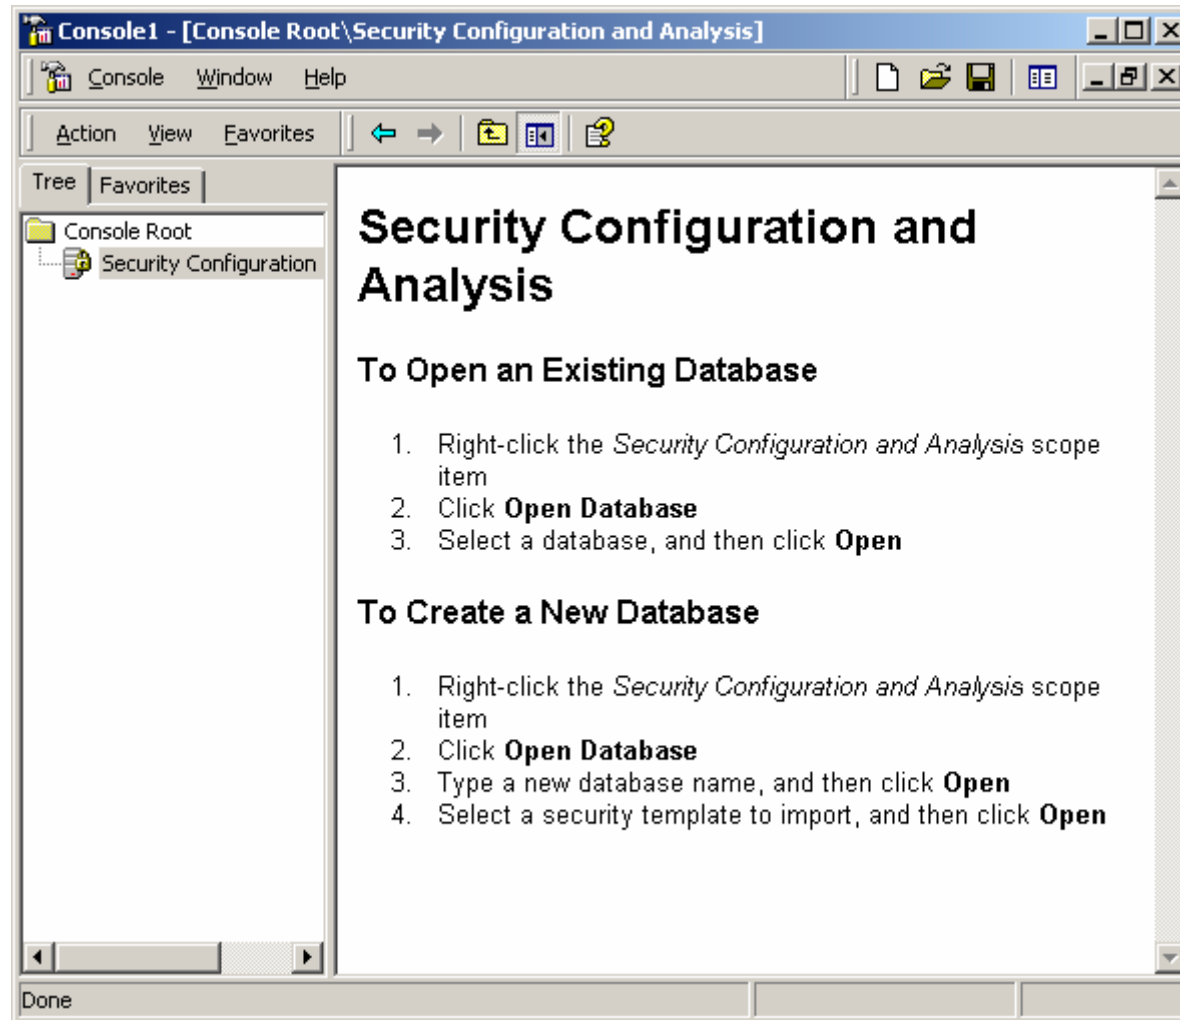 Console1 - [Console Root\Security Configuration and Analysis]
Console Window Help
Action View Favorites
Tree Favorites
Console Root
Security Configuration
Security Configuration and
Analysis
To Open an Existing Database
1. Right-click the Security Configuration and Analysis scope
item
2. Click Open Database
3. Select a database, and then click Open
To Create a New Database
1. Right-click the Security Configuration and Analysis scope
item
2. Click Open Database
3. Type a new database name, and then click Open
4. Select a security template to import, and then click Open
Done